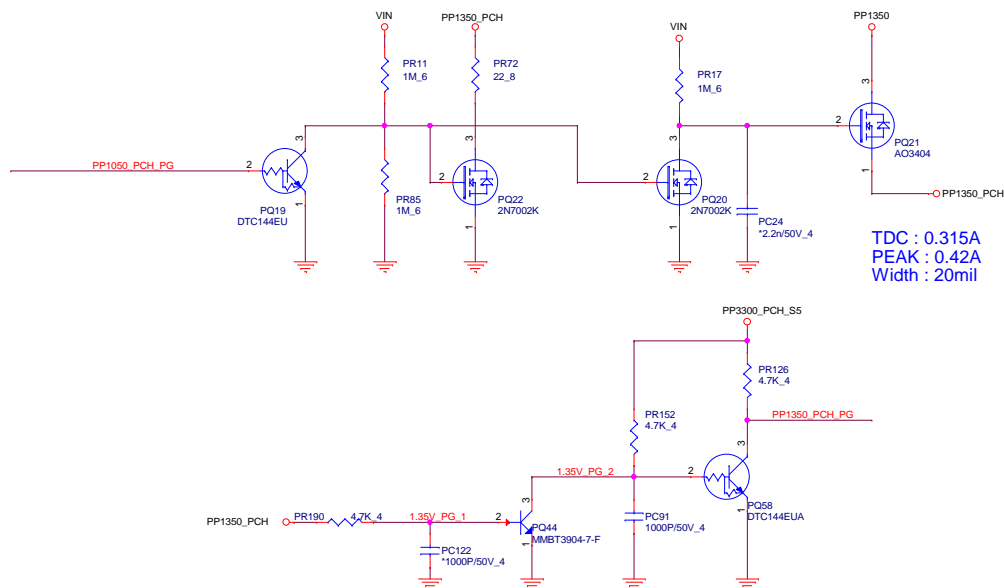 VIN
PP1350_PCH
VIN
PP1350
PR11
1M_6
PR72
22_8
PR17
1M_6
3
3
3
3
2
PQ21
AO3404
PP1050_PCH_PG
2
2
2
1
PP1350_PCH
PR85
1M_6
PQ22
2N7002K
PQ20
2N7002K
PQ19
DTC144EU
1
1
1
PC24
*2.2n/50V_4
TDC : 0.315A
PEAK : 0.42A
Width : 20mil
PP3300_PCH_S5
PR126
4.7K_4
PR152
4.7K_4
PP1350_PCH_PG
3
1.35V_PG_2
2
3
PQ58
DTC144EUA
PP1350_PCH
PR190
4.7K_4
1.35V_PG_1
2
PQ44
MMBT3904-7-F
1
PC91
1000P/50V_4
1
PC122
*1000P/50V_4